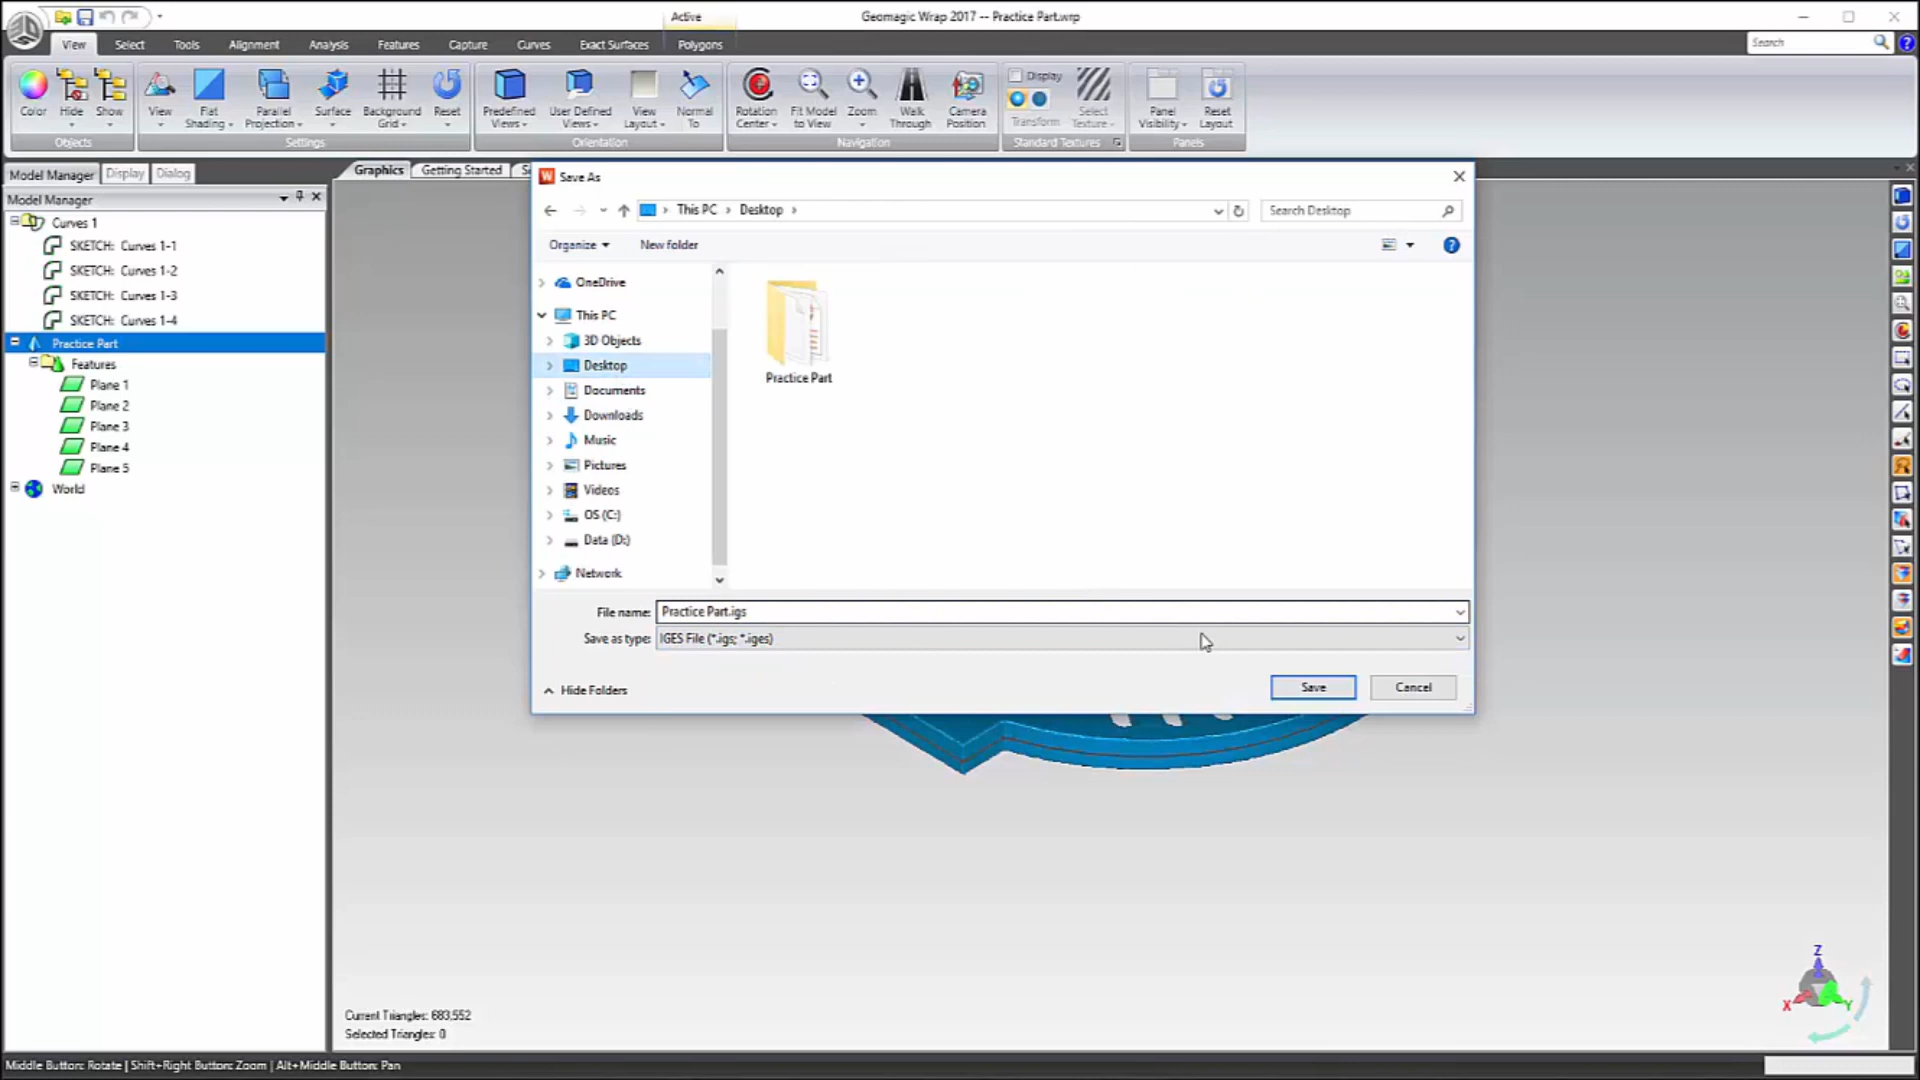 Active
Geomagic Wrap 2017 -- Practice Part.wrp
View Select Tools Alignment Analysis Features Capture Curves Exact Surfaces Polygons
Search
Color Hide Show
Objects
View Flat Shading Parallel Projection Surface Background Grid Reset
Settings
Predefined Views User Defined Views View Layout Normal To
Orientation
Rotation Center Fit Model to View Zoom Walk Through Camera Position
Navigation
Display
Transform Select Texture
Standard Textures
Panel Visibility Reset Layout
Panels
Model Manager Display Dialog
Graphics Getting Started
Model Manager
Curves 1
SKETCH: Curves 1-1
SKETCH: Curves 1-2
SKETCH: Curves 1-3
SKETCH: Curves 1-4
Practice Part
Features
Plane 1
Plane 2
Plane 3
Plane 4
Plane 5
World
Save As
This PC > Desktop >
Search Desktop
Organize New folder
OneDrive
This PC
3D Objects
Desktop
Documents
Downloads
Music
Pictures
Videos
OS (C:)
Data (D:)
Network
Practice Part
File name: Practice Part.igs
Save as type: IGES File (*.igs; *.iges)
Hide Folders
Save Cancel
Z
X Y
Current Triangles: 683,552
Selected Triangles: 0
Middle Button: Rotate | Shift+Right Button: Zoom | Alt+Middle Button: Pan